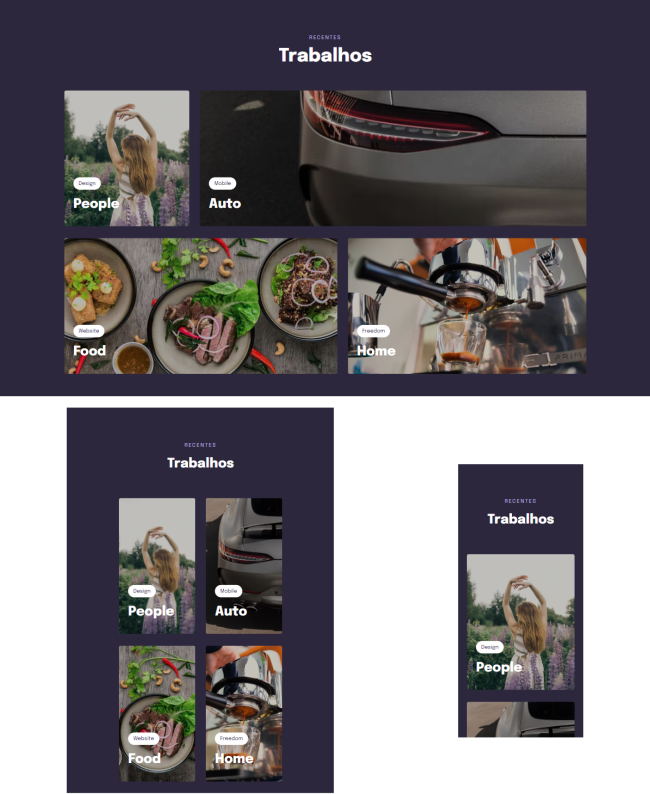 RECENTES
Trabalhos
Design
People
Mobile
Auto
Website
Food
Freedom
Home
RECENTES
Trabalhos
Design
People
Mobile
Auto
Website
Food
Freedom
Home
RECENTES
Trabalhos
Design
People